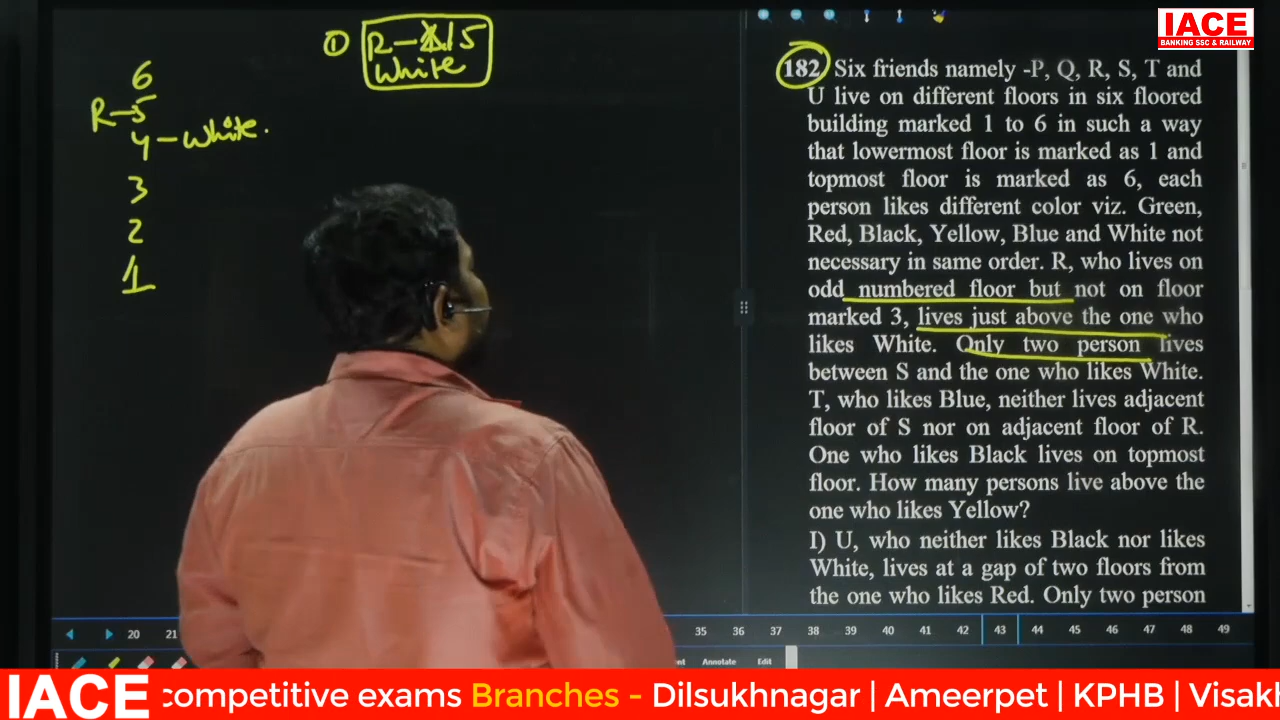 IACE
BANKING SSC & RAILWAY
① R – 1/5
White
6
R – 5
4 – White.
3
2
1
182 Six friends namely -P, Q, R, S, T and
U live on different floors in six floored
building marked 1 to 6 in such a way
that lowermost floor is marked as 1 and
topmost floor is marked as 6, each
person likes different color viz. Green,
Red, Black, Yellow, Blue and White not
necessary in same order. R, who lives on
odd numbered floor but not on floor
marked 3, lives just above the one who
likes White. Only two person lives
between S and the one who likes White.
T, who likes Blue, neither lives adjacent
floor of S nor on adjacent floor of R.
One who likes Black lives on topmost
floor. How many persons live above the
one who likes Yellow?
I) U, who neither likes Black nor likes
White, lives at a gap of two floors from
the one who likes Red. Only two person
20 21 35 36 37 38 39 40 41 42 43 44 45 46 47 48 49
Annotate Edit
IACE competitive exams Branches - Dilsukhnagar | Ameerpet | KPHB | Visak